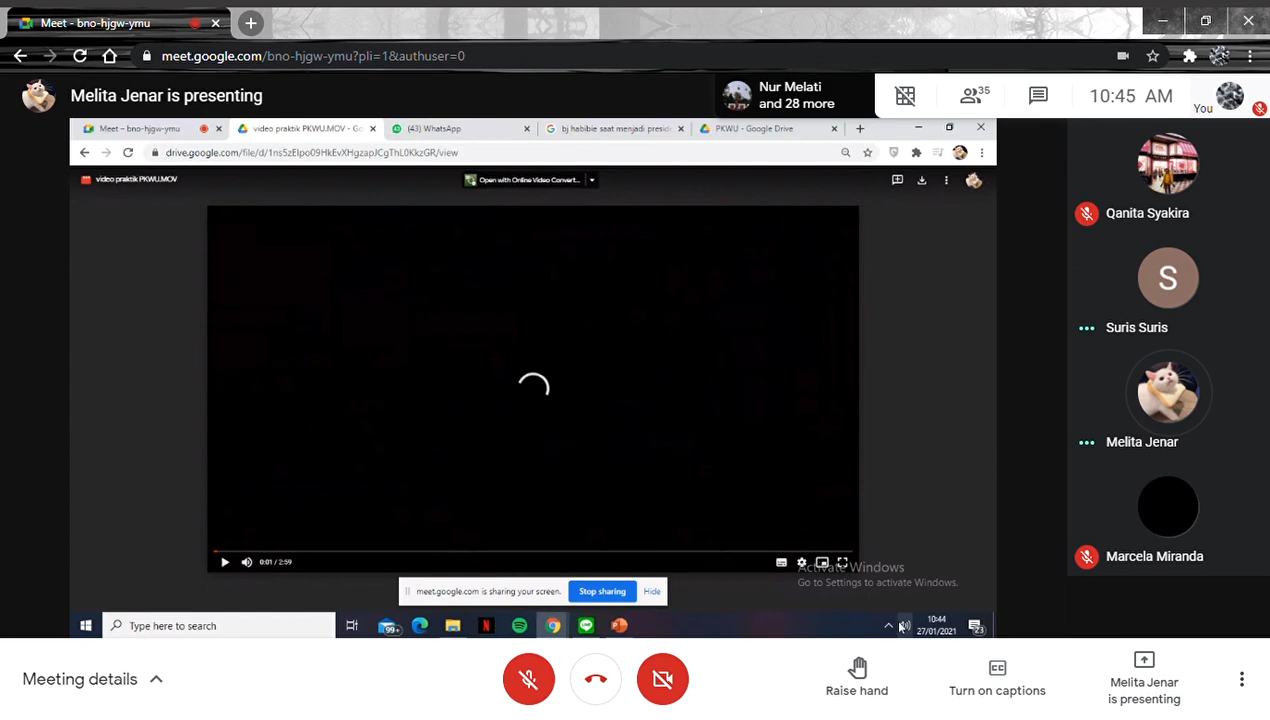 Meet - bno-hjgw-ymu
meet.google.com/bno-hjgw-ymu?pli=1&authuser=0
Melita Jenar is presenting
Nur Melati
and 28 more
35
10:45 AM
You
Meet – bno-hjgw-ymu
video praktik PKWU.MOV - Go
(43) WhatsApp
bj habibie saat menjadi presid
PKWU - Google Drive
drive.google.com/file/d/1ns5zElpo09HkEvXHgzapJCgThL0KkzGR/view
video praktik PKWU.MOV
Open with Online Video Convert...
Qanita Syakira
S
Suris Suris
Melita Jenar
Marcela Miranda
0:01 / 2:59
Activate Windows
Go to Settings to activate Windows.
meet.google.com is sharing your screen.
Stop sharing
Hide
Type here to search
99+
10:44
27/01/2021
23
Meeting details
Raise hand
Turn on captions
Melita Jenar
is presenting